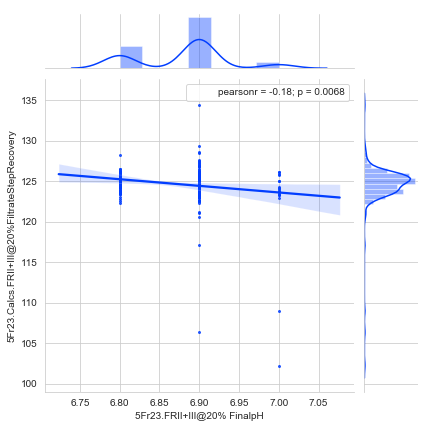 pearsonr = -0.18; p = 0.0068
135
130
125
120
115
110
105
100
5Fr23.Calcs.FRII+III@20%FiltrateStepRecovery
6.75 6.80 6.85 6.90 6.95 7.00 7.05
5Fr23.FRII+III@20% FinalpH